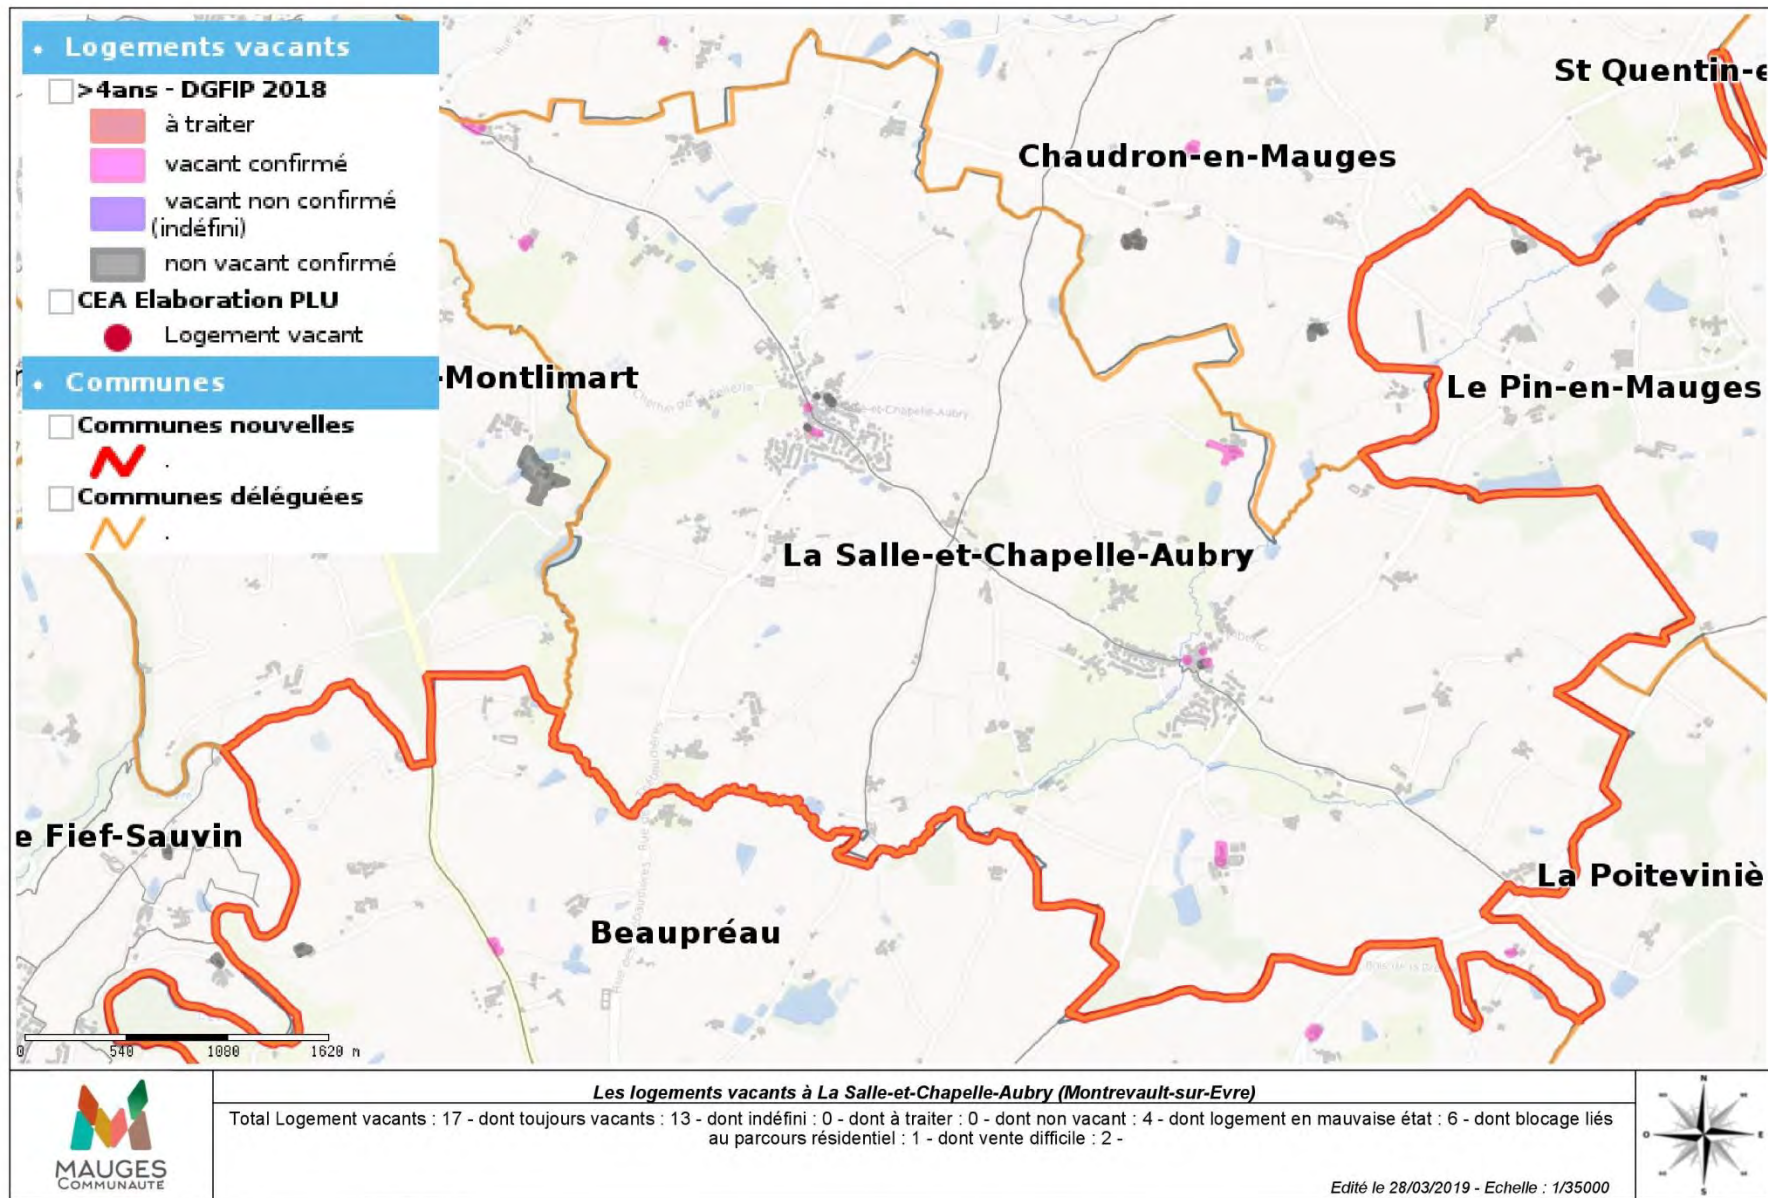 Logements vacants
>4ans - DGFIP 2018
à traiter
vacant confirmé
vacant non confirmé
(indéfini)
non vacant confirmé
CEA Elaboration PLU
Logement vacant
Communes
Communes nouvelles
.
Communes déléguées
.
St Quentin-e
Chaudron-en-Mauges
-Montlimart
Le Pin-en-Mauges
La Salle-et-Chapelle-Aubry
e Fief-Sauvin
Beaupréau
La Poiteviniè
0 540 1080 1620 m
MAUGES
COMMUNAUTÉ
Les logements vacants à La Salle-et-Chapelle-Aubry (Montrevault-sur-Evre)
Total Logement vacants : 17 - dont toujours vacants : 13 - dont indéfini : 0 - dont à traiter : 0 - dont non vacant : 4 - dont logement en mauvaise état : 6 - dont blocage liés
au parcours résidentiel : 1 - dont vente difficile : 2 -
Edité le 28/03/2019 - Echelle : 1/35000
N
O
E
S